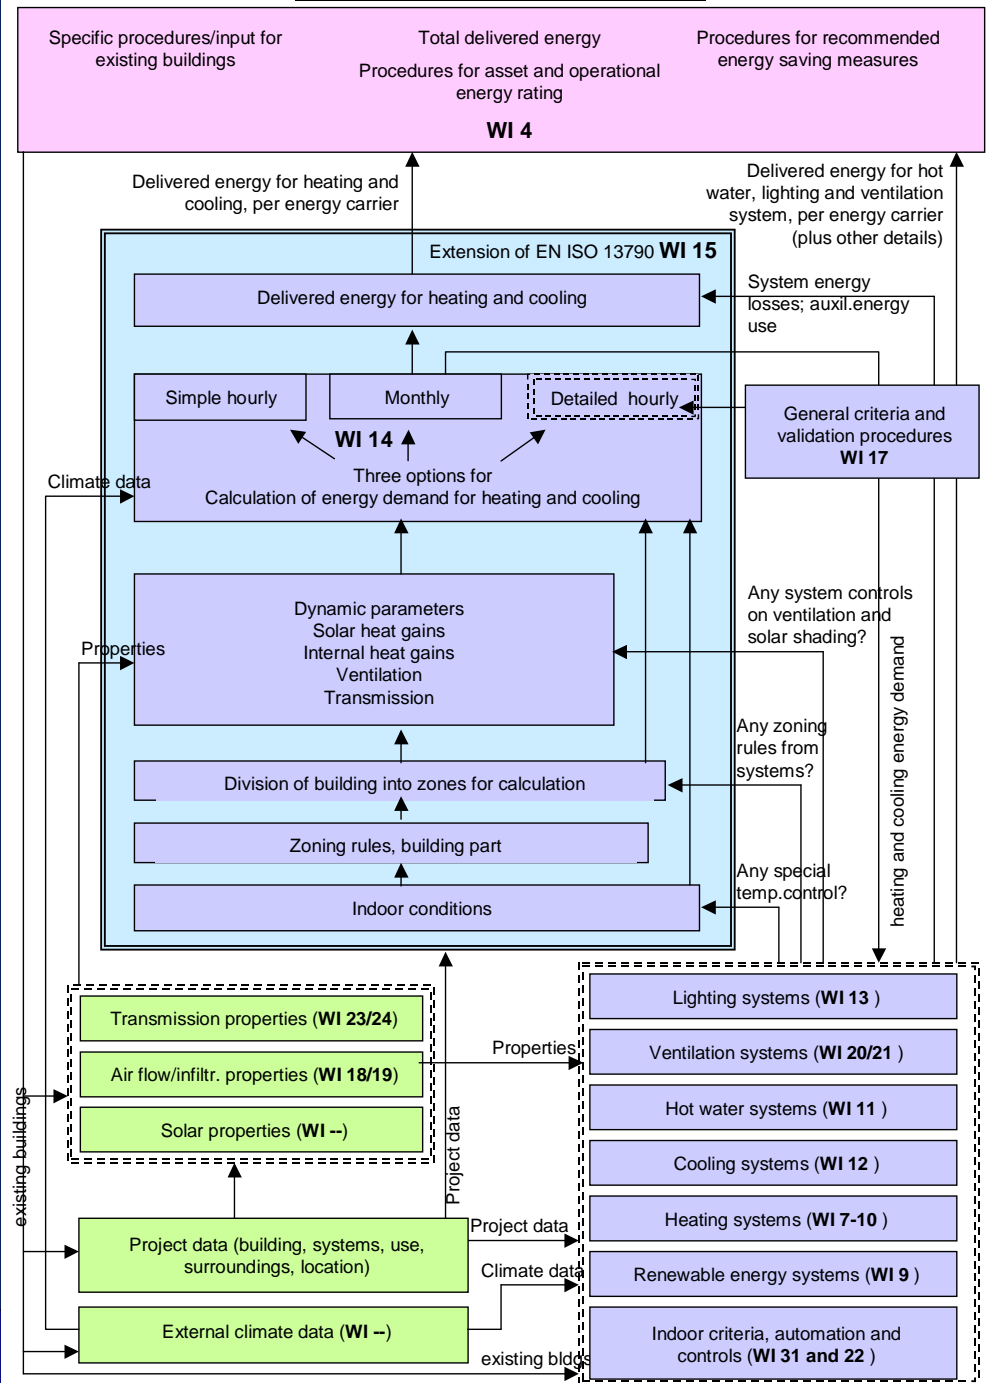 Specific procedures/input for
existing buildings
Total delivered energy
Procedures for asset and operational
energy rating
WI 4
Procedures for recommended
energy saving measures
Delivered energy for heating and
cooling, per energy carrier
Delivered energy for hot
water, lighting and ventilation
system, per energy carrier
(plus other details)
Extension of EN ISO 13790 WI 15
Delivered energy for heating and cooling
System energy
losses; auxil.energy
use
Simple hourly
Monthly
Detailed hourly
WI 14
Three options for
Calculation of energy demand for heating and cooling
General criteria and
validation procedures
WI 17
Climate data
Dynamic parameters
Solar heat gains
Internal heat gains
Ventilation
Transmission
Properties
Any system controls
on ventilation and
solar shading?
heating and cooling energy demand
Any zoning
rules from
systems?
Division of building into zones for calculation
Zoning rules, building part
Any special
temp.control?
Indoor conditions
Transmission properties (WI 23/24)
Air flow/infiltr. properties (WI 18/19)
Solar properties (WI --)
Properties
Project data
existing buildings
Project data (building, systems, use,
surroundings, location)
Project data
Climate data
External climate data (WI --)
existing bldgs
Lighting systems (WI 13 )
Ventilation systems (WI 20/21 )
Hot water systems (WI 11 )
Cooling systems (WI 12 )
Heating systems (WI 7-10 )
Renewable energy systems (WI 9 )
Indoor criteria, automation and
controls (WI 31 and 22 )